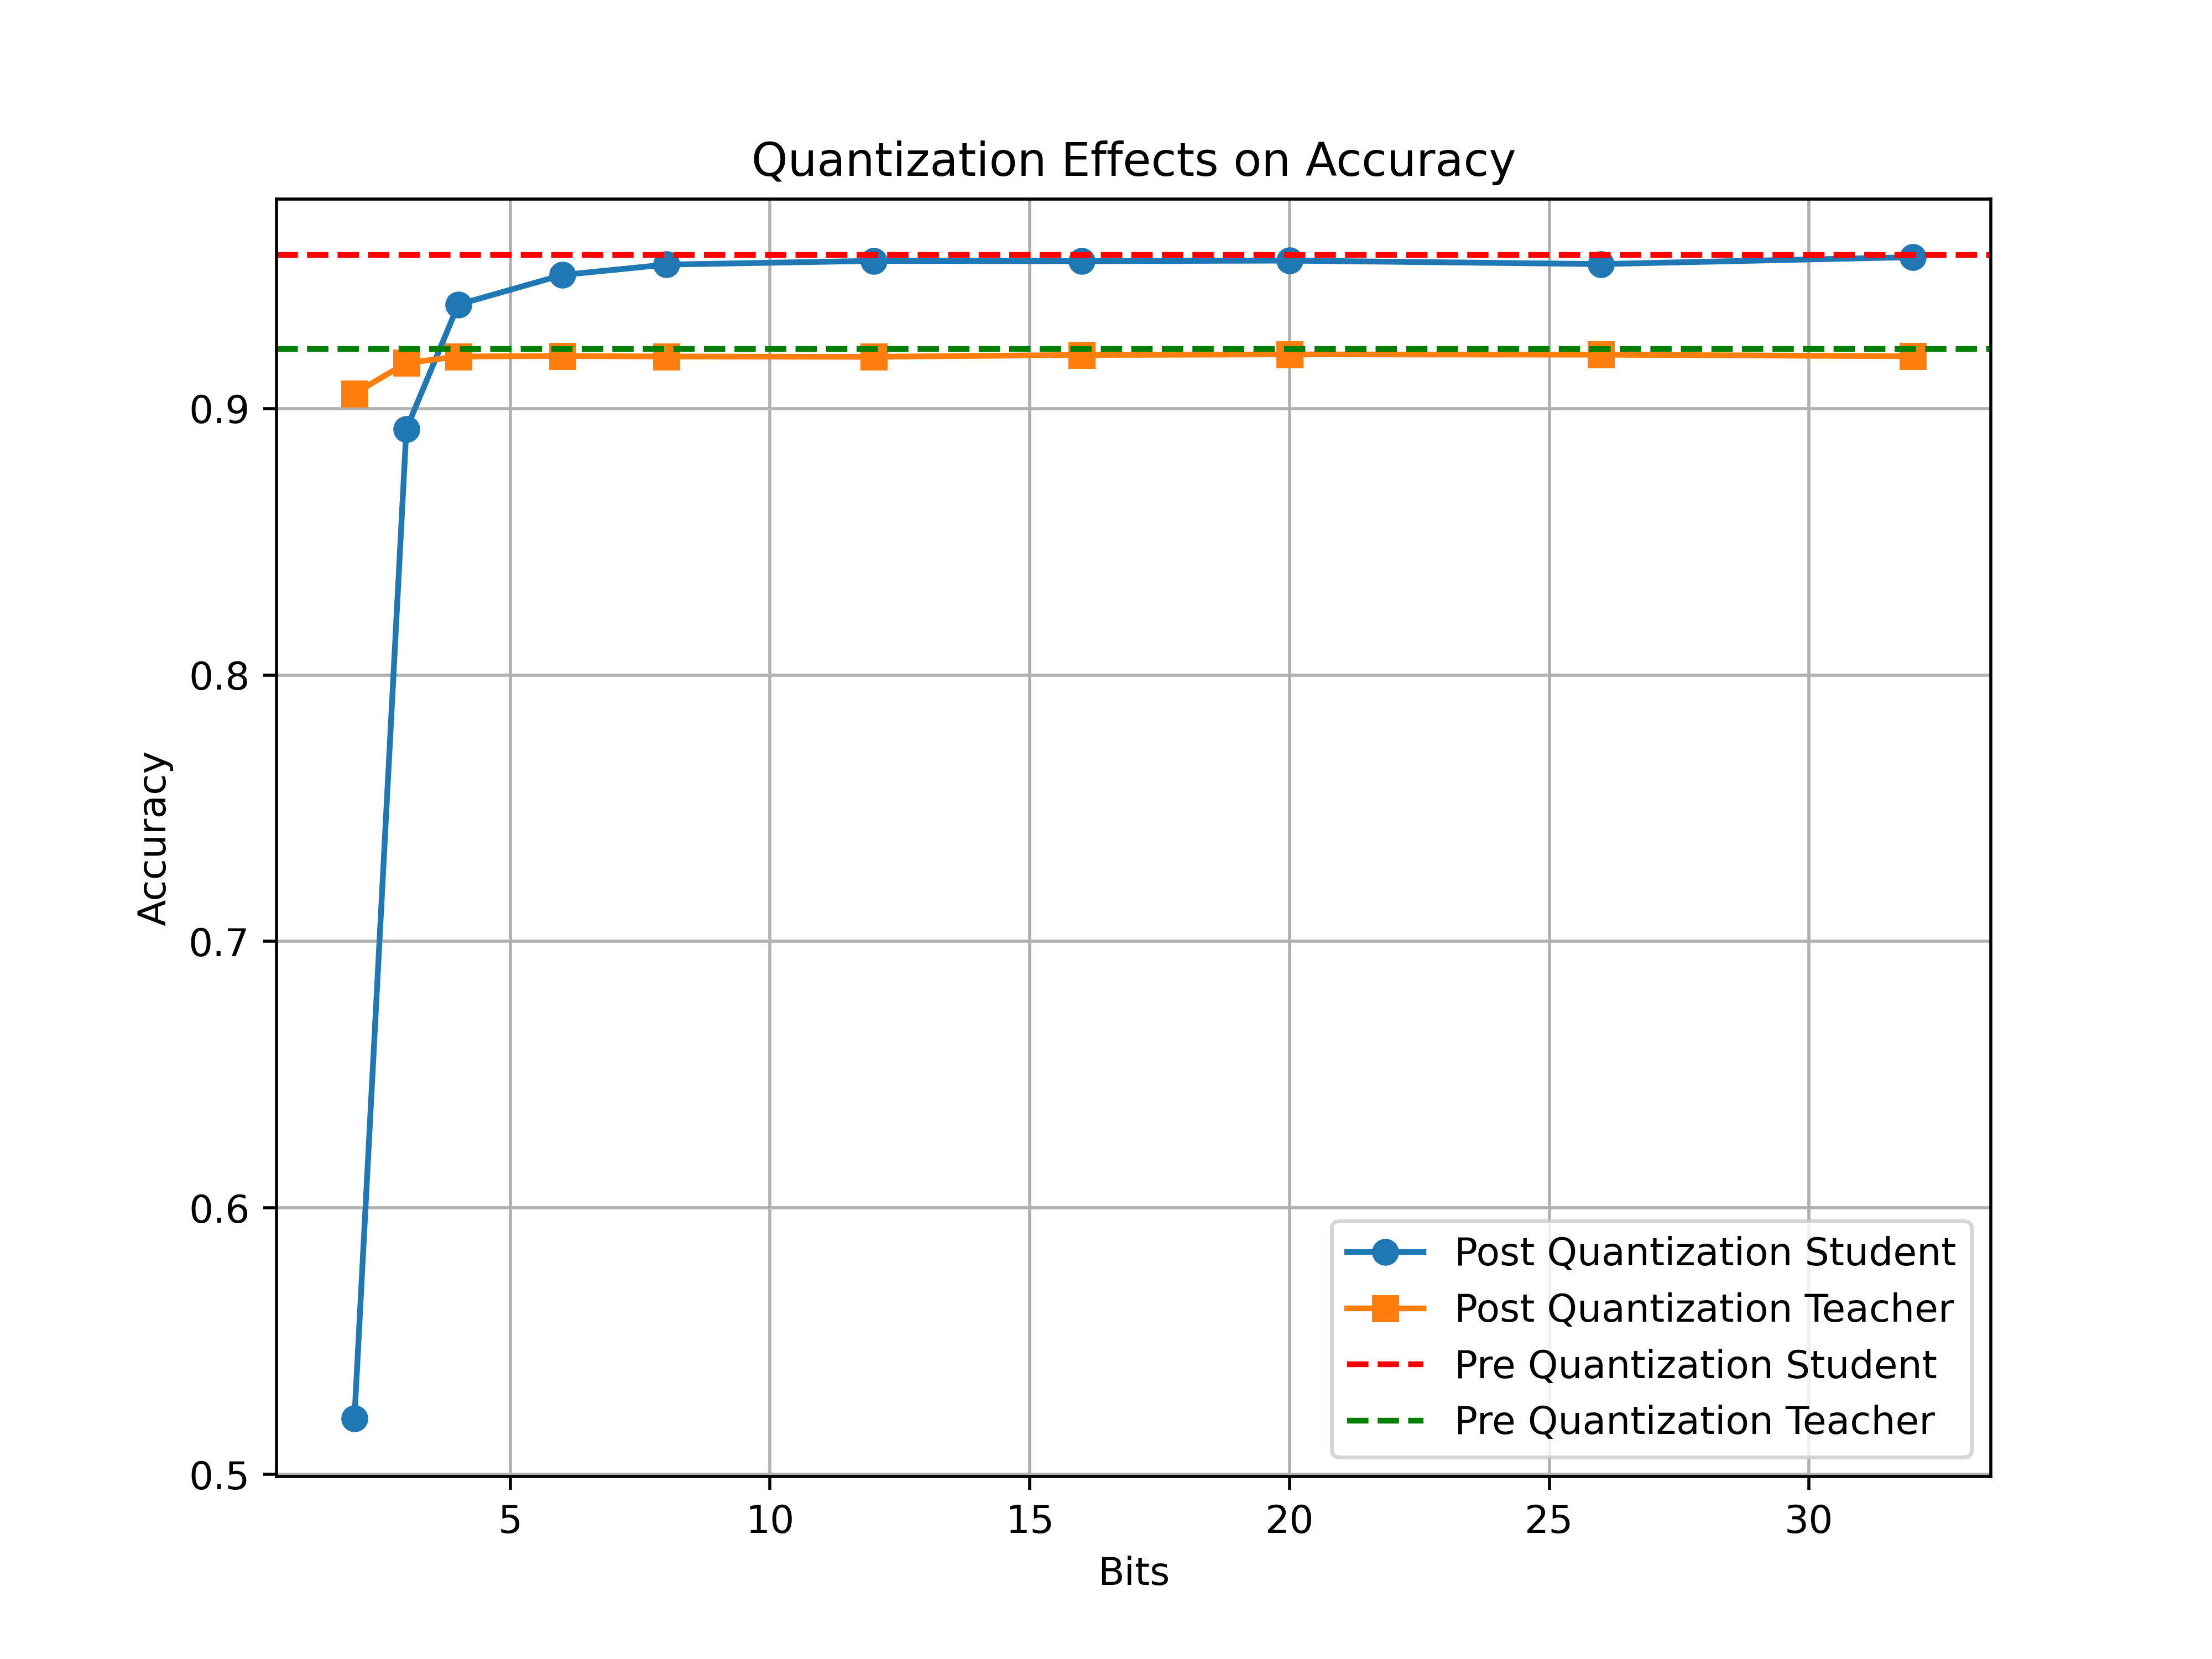 Quantization Effects on Accuracy
Accuracy
0.9
0.8
0.7
0.6
0.5
5 10 15 20 25 30
Bits
Post Quantization Student
Post Quantization Teacher
Pre Quantization Student
Pre Quantization Teacher